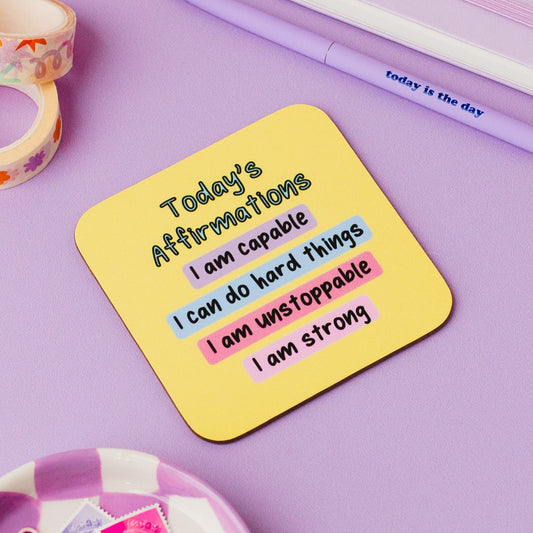 today is the day
Today's
Affirmations
I am capable
I can do hard things
I am unstoppable
I am strong